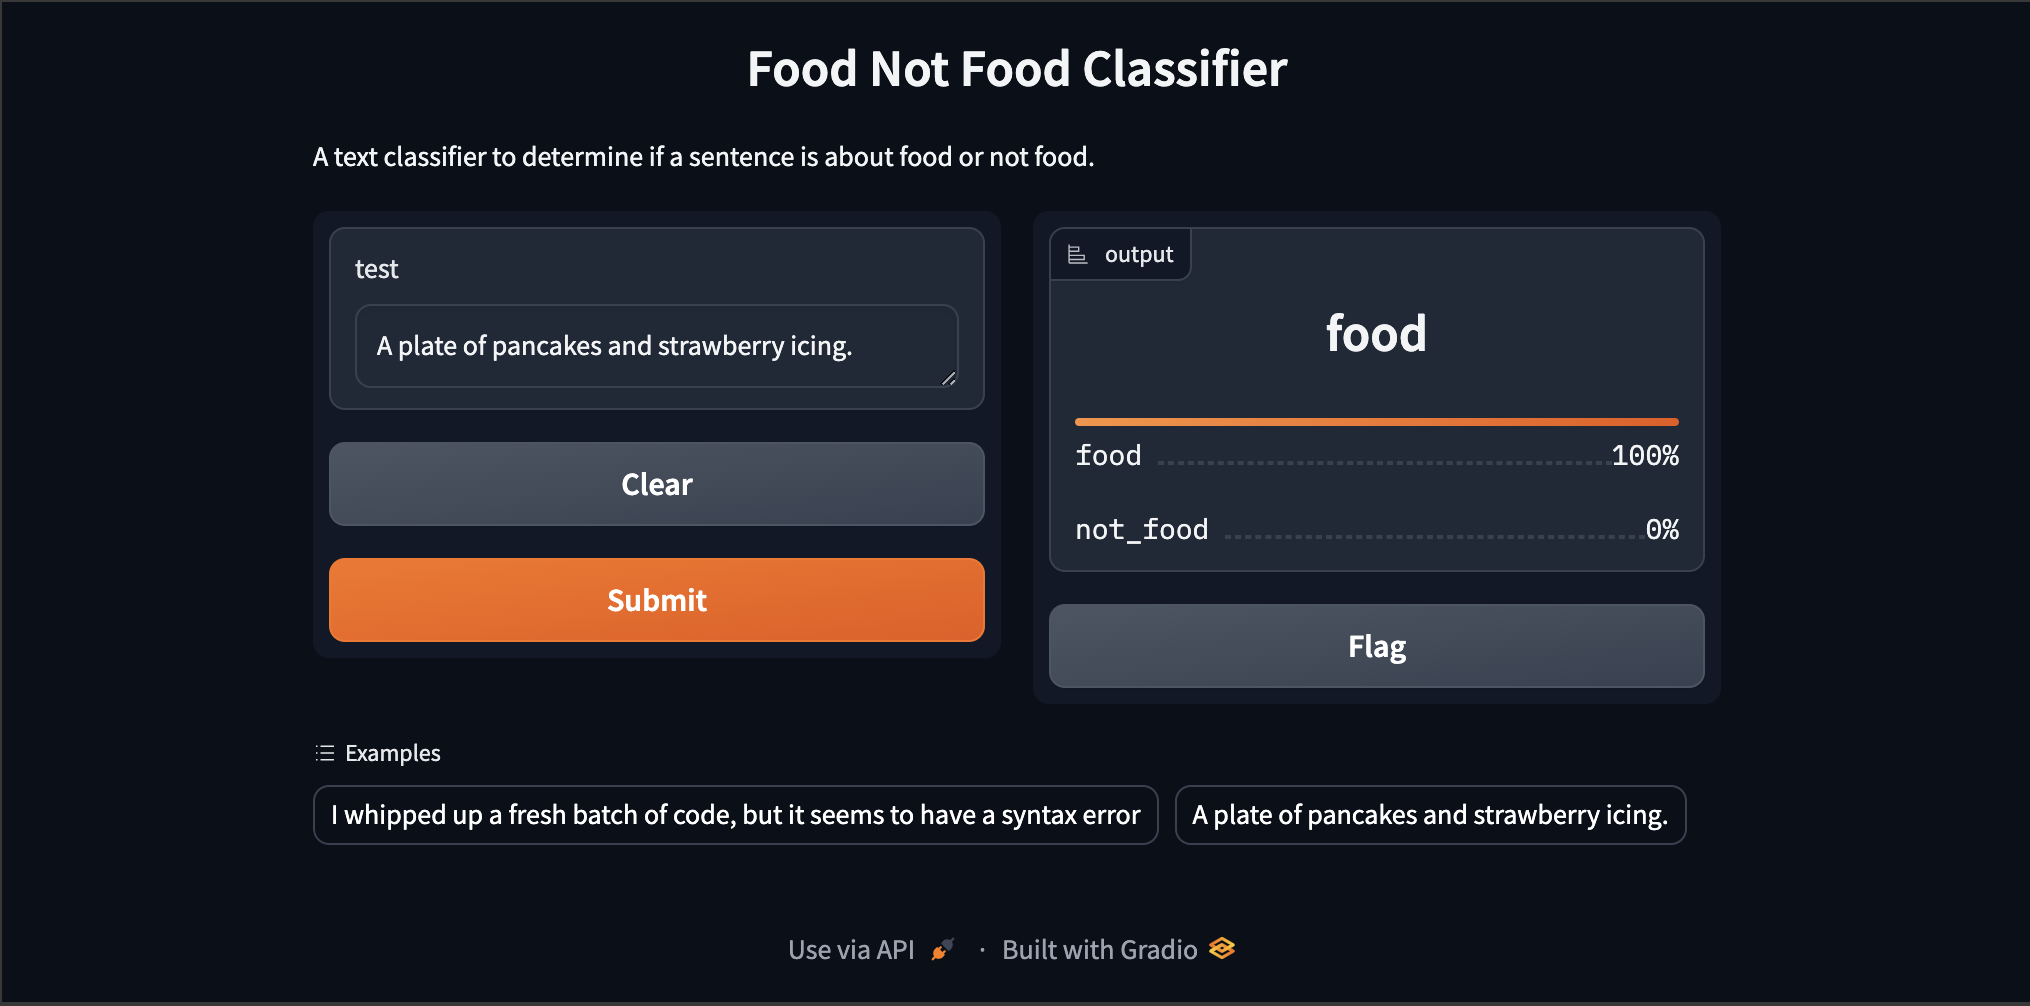 Food Not Food Classifier
A text classifier to determine if a sentence is about food or not food.
test
A plate of pancakes and strawberry icing.
Clear
Submit
output
food
food 100%
not_food 0%
Flag
Examples
I whipped up a fresh batch of code, but it seems to have a syntax error
A plate of pancakes and strawberry icing.
Use via API · Built with Gradio